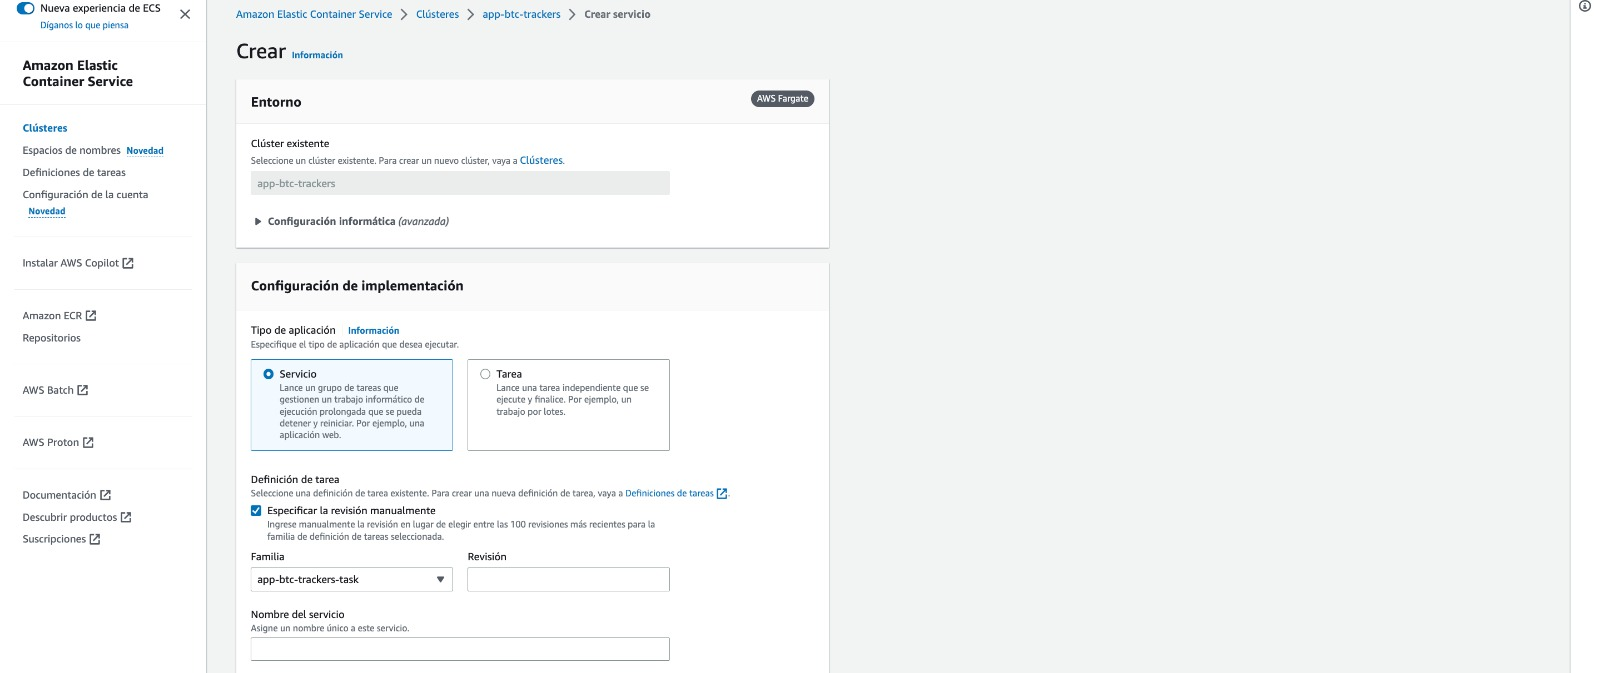 Nueva experiencia de ECS
Díganos lo que piensa
Amazon Elastic
Container Service
Clústeres
Espacios de nombres Novedad
Definiciones de tareas
Configuración de la cuenta
Novedad
Instalar AWS Copilot
Amazon ECR
Repositorios
AWS Batch
AWS Proton
Documentación
Descubrir productos
Suscripciones
Amazon Elastic Container Service > Clústeres > app-btc-trackers > Crear servicio
Crear Información
Entorno
AWS Fargate
Clúster existente
Seleccione un clúster existente. Para crear un nuevo clúster, vaya a Clústeres.
app-btc-trackers
Configuración informática (avanzada)
Configuración de implementación
Tipo de aplicación Información
Especifique el tipo de aplicación que desea ejecutar.
Servicio
Lance un grupo de tareas que
gestionen un trabajo informático de
ejecución prolongada que se pueda
detener y reiniciar. Por ejemplo, una
aplicación web.
Tarea
Lance una tarea independiente que se
ejecute y finalice. Por ejemplo, un
trabajo por lotes.
Definición de tarea
Seleccione una definición de tarea existente. Para crear una nueva definición de tarea, vaya a Definiciones de tareas.
Especificar la revisión manualmente
Ingrese manualmente la revisión en lugar de elegir entre las 100 revisiones más recientes para la
familia de definición de tareas seleccionada.
Familia
app-btc-trackers-task
Revisión
Nombre del servicio
Asigne un nombre único a este servicio.